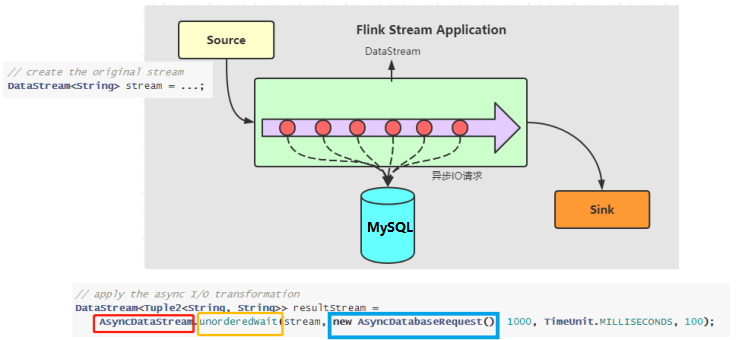 Flink Stream Application
Source
DataStream
// create the original stream
DataStream<String> stream = ...;
异步IO请求
MySQL
Sink
// apply the async I/O transformation
DataStream<Tuple2<String, String>> resultStream =
AsyncDataStream.unorderedWait(stream, new AsyncDatabaseRequest() 1000, TimeUnit.MILLISECONDS, 100);